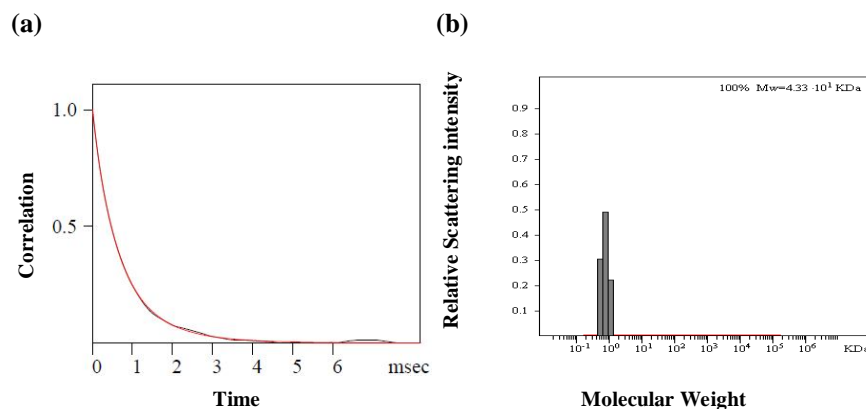 (a)
(b)
Correlation
1.0
0.5
0 1 2 3 4 5 6 msec
Time
Relative Scattering intensity
100% Mw=4.33 ·10¹ KDa
0.9
0.8
0.7
0.6
0.5
0.4
0.3
0.2
0.1
10⁻¹ 10⁰ 10¹ 10² 10³ 10⁴ 10⁵ 10⁶ KDa
Molecular Weight